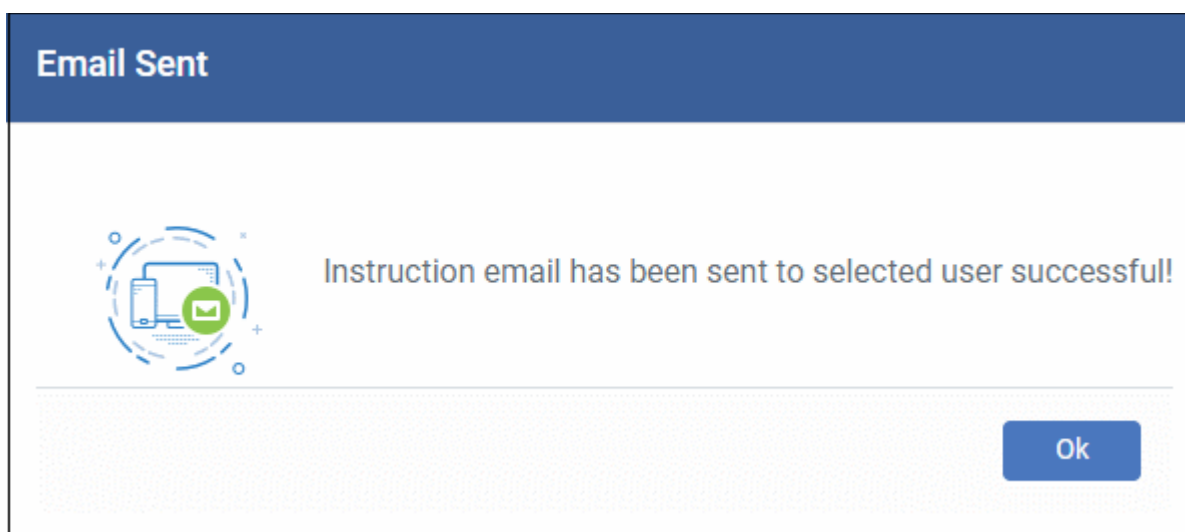 Email Sent
Instruction email has been sent to selected user successful!
Ok